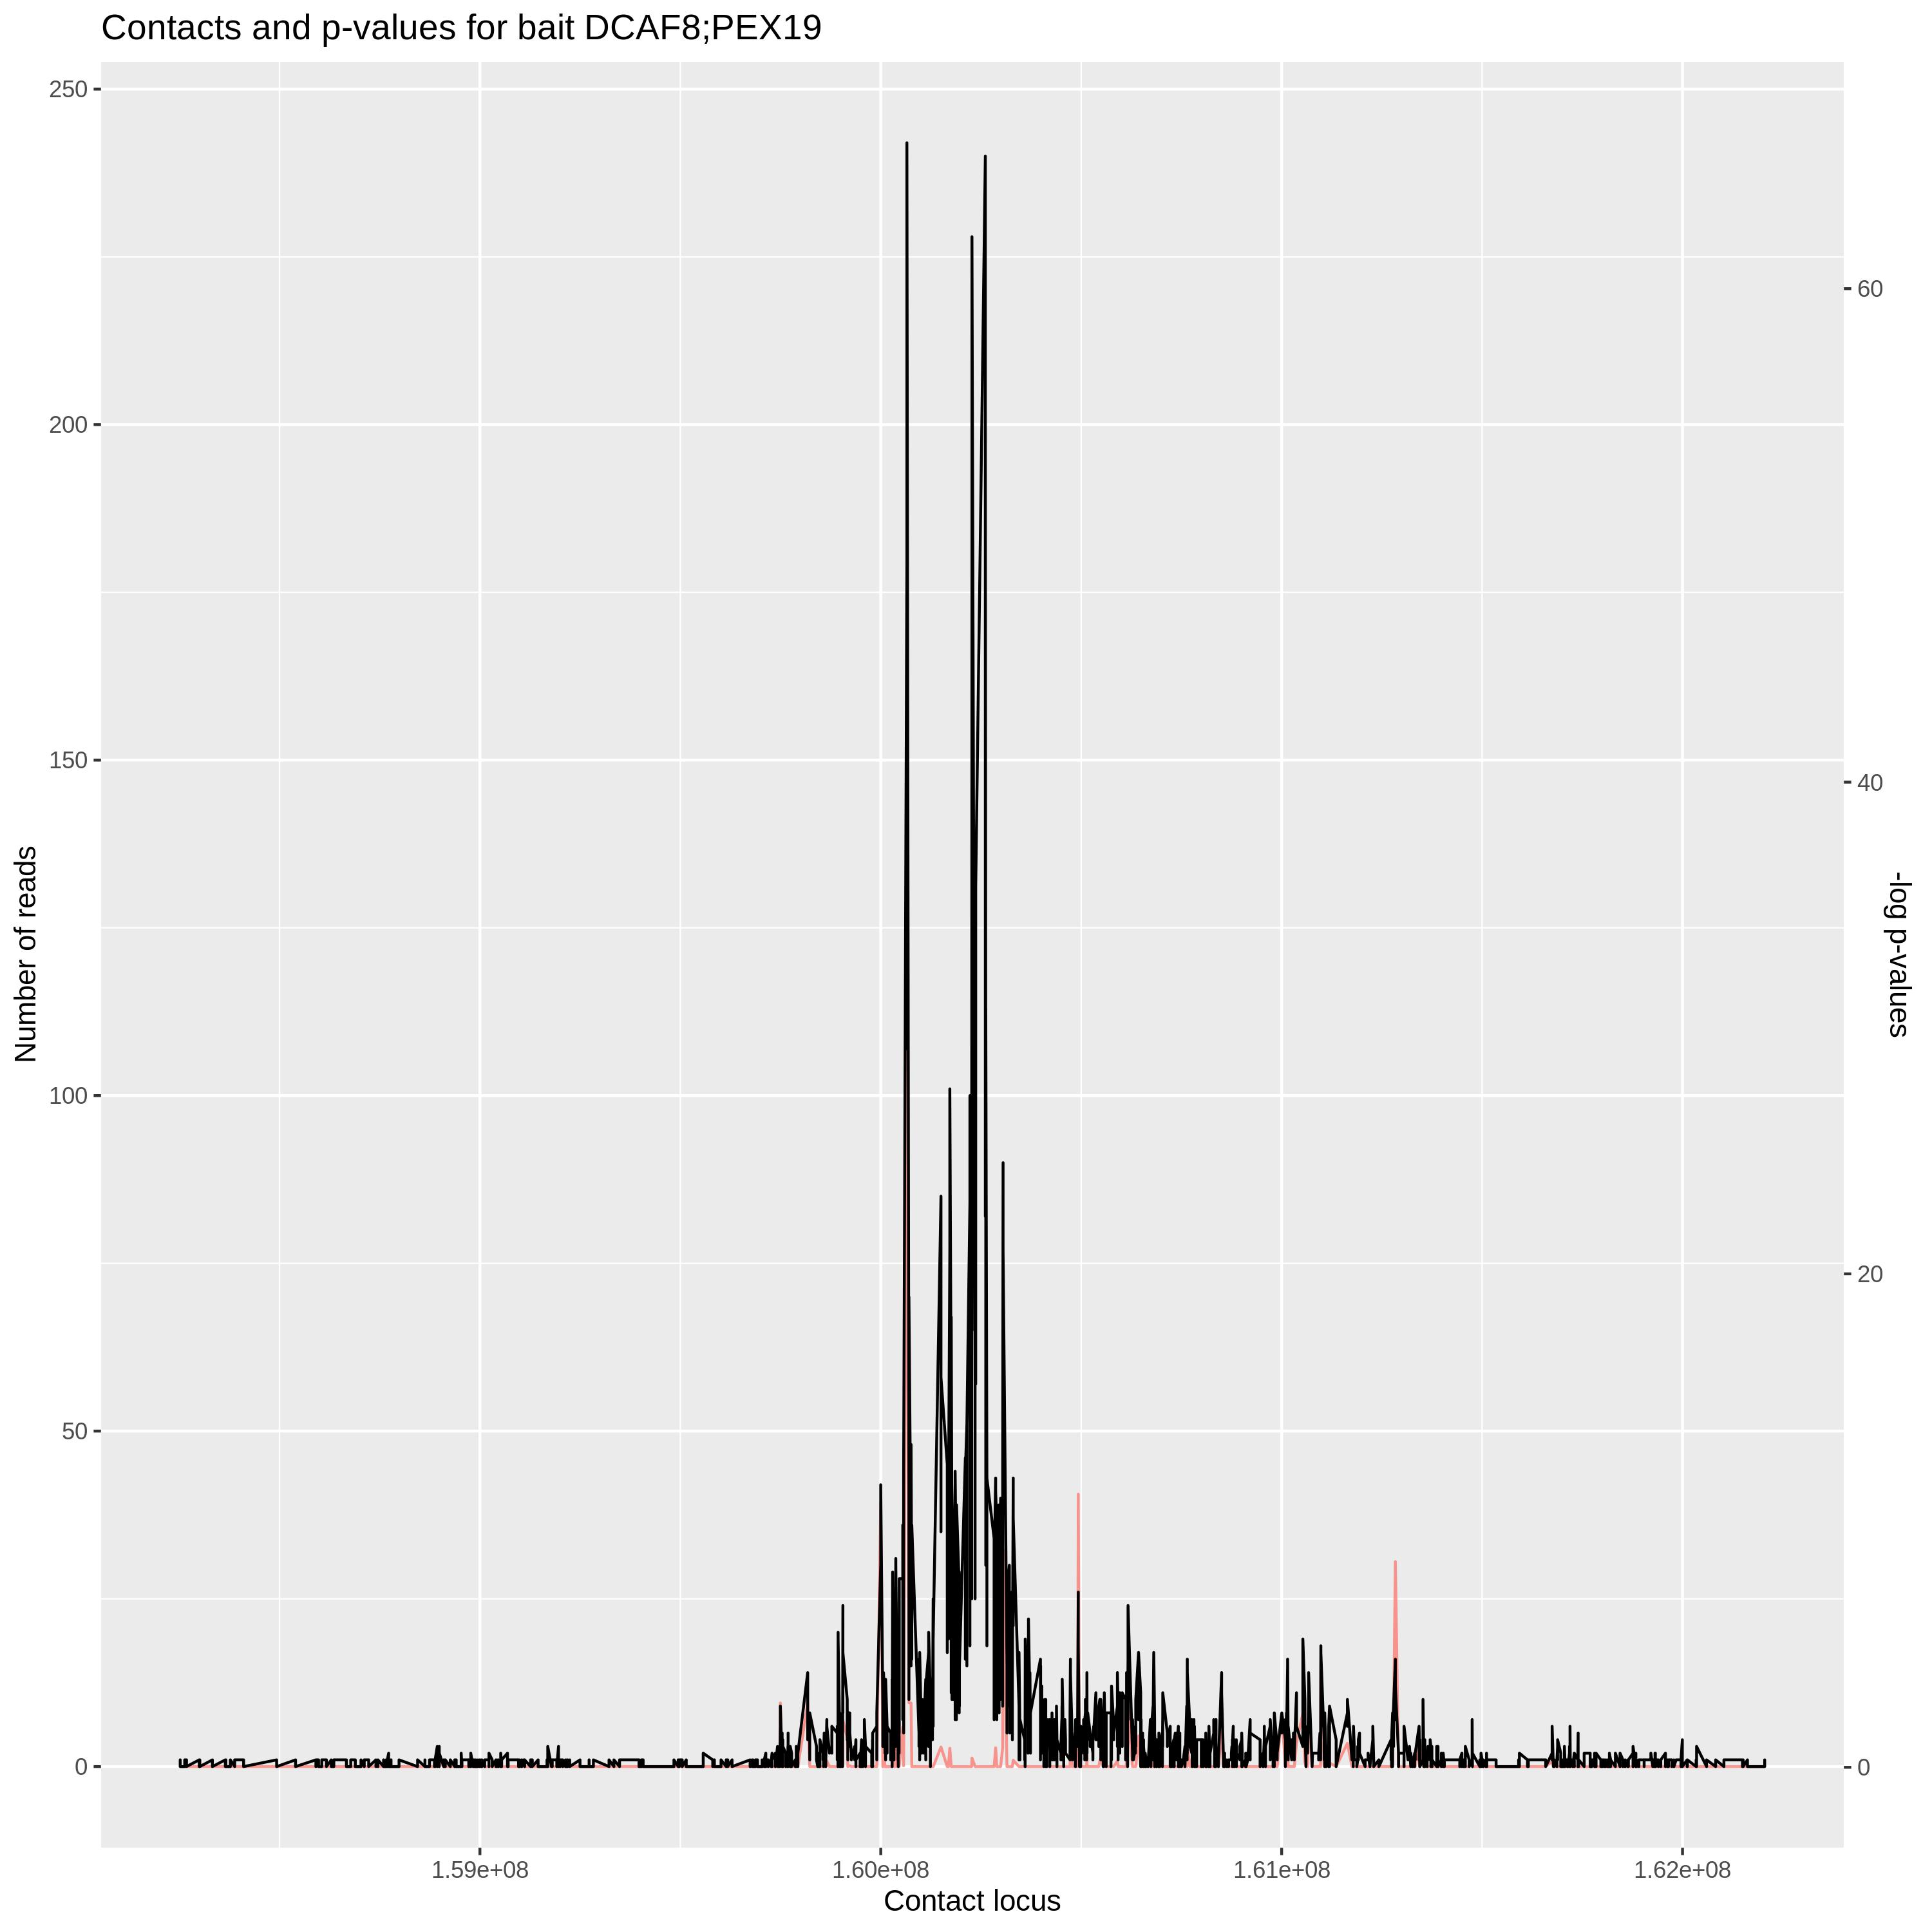 Contacts and p-values for bait DCAF8;PEX19
250
200
150
100
50
0
Number of reads
60
40
20
0
-log p-values
1.59e+08
1.60e+08
1.61e+08
1.62e+08
Contact locus